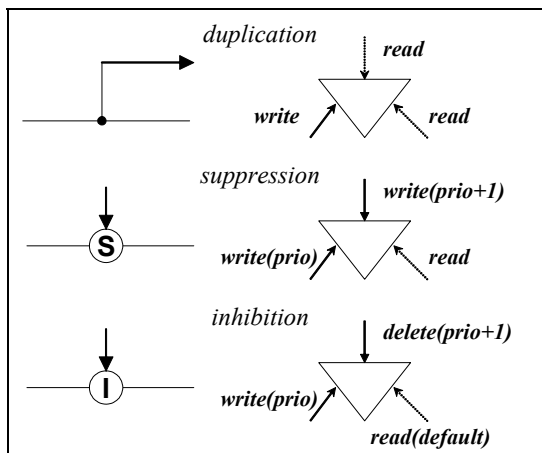 duplication
read
write
read
suppression
write(prio+1)
S
write(prio)
read
inhibition
delete(prio+1)
I
write(prio)
read(default)